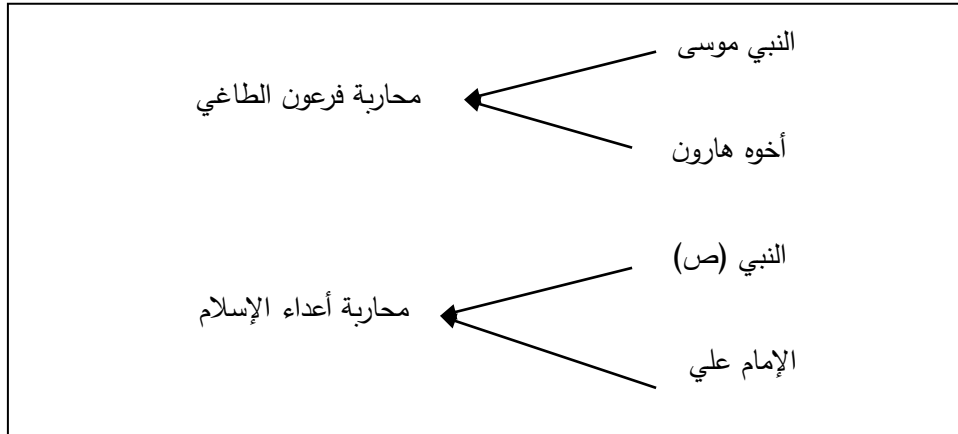 النبي موسى
محاربة فرعون الطاغي
أخوه هارون
النبي (ص)
محاربة أعداء الإسلام
الإمام علي